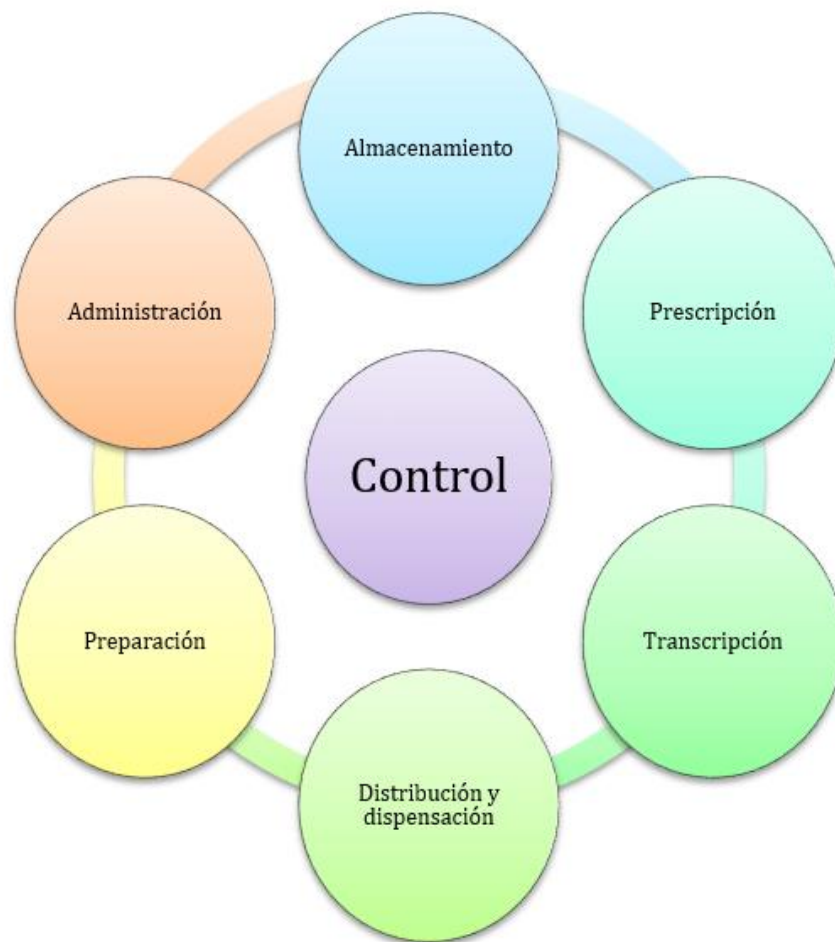 Almacenamiento
Prescripción
Transcripción
Distribución y
dispensación
Preparación
Administración
Control